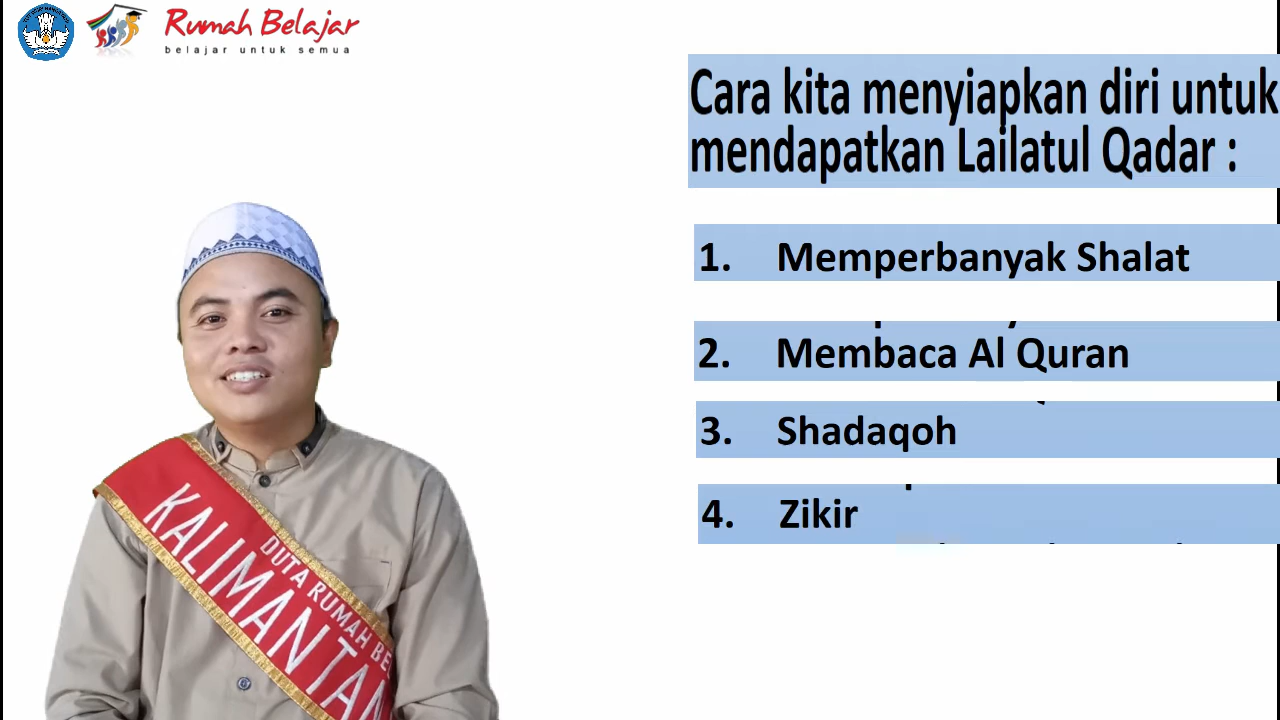 Rumah Belajar
belajar untuk semua
Cara kita menyiapkan diri untuk
mendapatkan Lailatul Qadar :
1. Memperbanyak Shalat
2. Membaca Al Quran
3. Shadaqoh
4. Zikir
DUTA RUMAH BE
KALIMANTAN